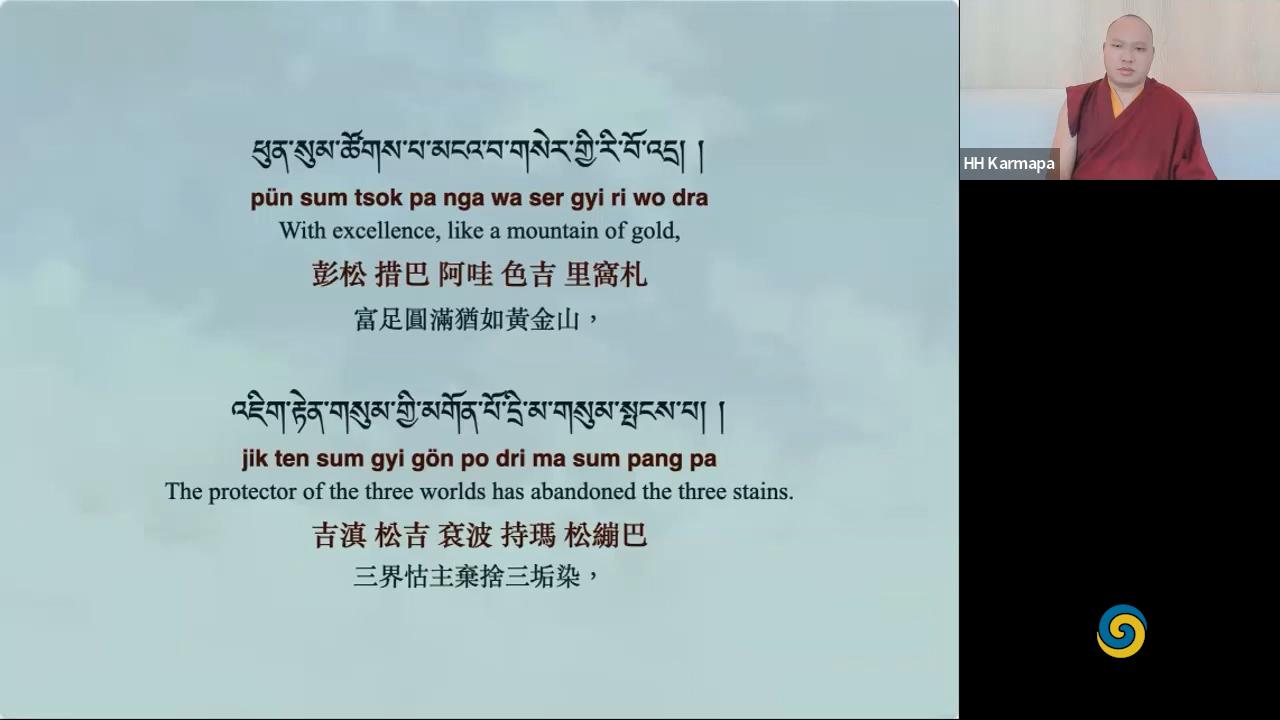 ཕུན་སུམ་ཚོགས་པ་མངའ་བ་གསེར་གྱི་རི་བོ་འདྲ། །
pün sum tsok pa nga wa ser gyi ri wo dra
With excellence, like a mountain of gold,
彭松 措巴 阿哇 色吉 里窩札
富足圓滿猶如黃金山，
འཇིག་རྟེན་གསུམ་གྱི་མགོན་པོ་དྲི་མ་གསུམ་སྤངས་པ། །
jik ten sum gyi gön po dri ma sum pang pa
The protector of the three worlds has abandoned the three stains.
吉滇 松吉 袞波 持瑪 松繃巴
三界怙主棄捨三垢染，
HH Karmapa